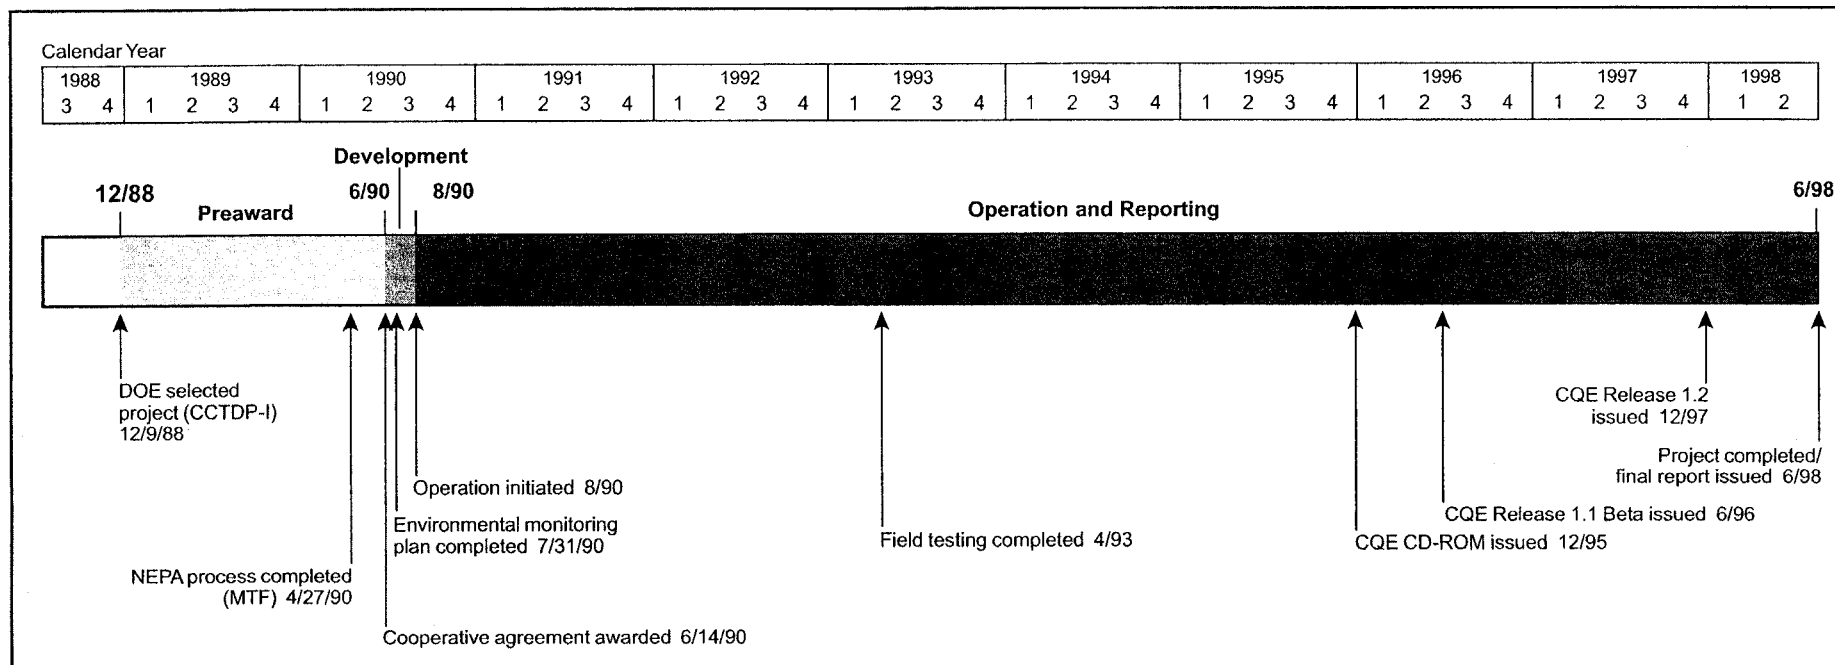 Calendar Year
1988 1989 1990 1991 1992 1993 1994 1995 1996 1997 1998
3 4 1 2 3 4 1 2 3 4 1 2 3 4 1 2 3 4 1 2 3 4 1 2 3 4 1 2 3 4 1 2 3 4 1 2 3 4 1 2
Development
12/88 6/90 8/90 6/98
Preaward Operation and Reporting
DOE selected
project (CCTDP-I)
12/9/88
NEPA process completed
(MTF) 4/27/90
Cooperative agreement awarded 6/14/90
Environmental monitoring
plan completed 7/31/90
Operation initiated 8/90
Field testing completed 4/93
CQE CD-ROM issued 12/95
CQE Release 1.1 Beta issued 6/96
CQE Release 1.2
issued 12/97
Project completed/
final report issued 6/98